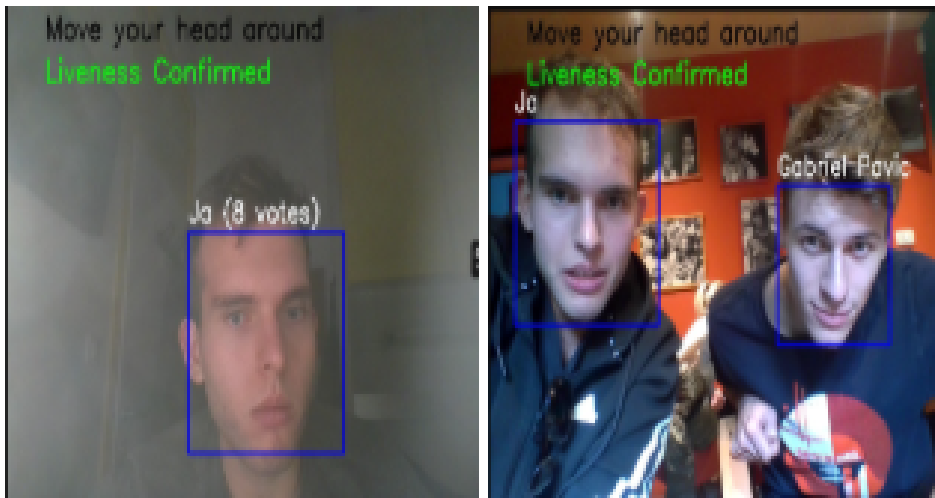 Move your head around
Liveness Confirmed
Ja (8 votes)
Move your head around
Liveness Confirmed
Ja
Gabriel Pavic